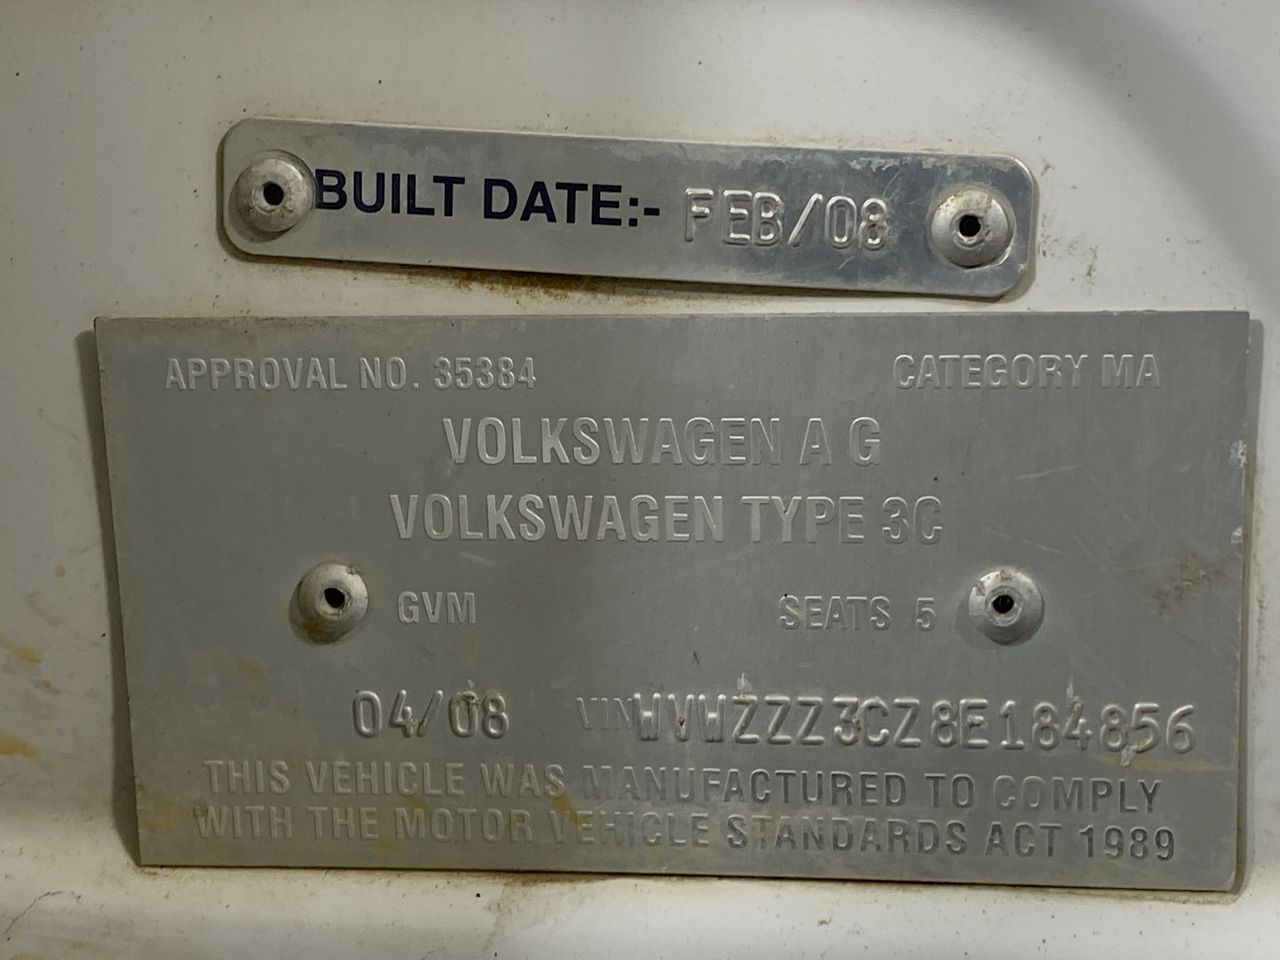 BUILT DATE:- FEB/08
APPROVAL NO. 35384 CATEGORY MA
VOLKSWAGEN A G
VOLKSWAGEN TYPE 3C
GVM SEATS 5
04/08 VIN WVWZZZ3CZ8E184856
THIS VEHICLE WAS MANUFACTURED TO COMPLY
WITH THE MOTOR VEHICLE STANDARDS ACT 1989